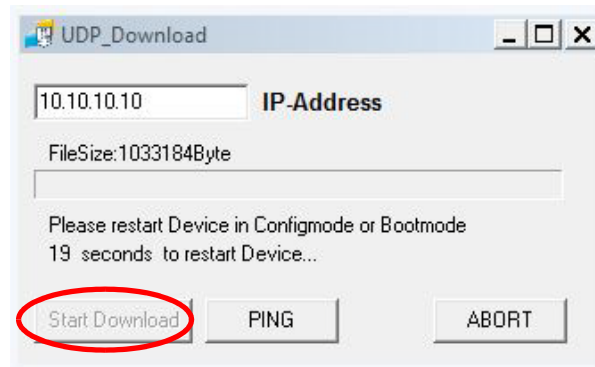 UDP_Download
10.10.10.10 IP-Address
FileSize:1033184Byte
Please restart Device in Configmode or Bootmode
19 seconds to restart Device...
Start Download PING ABORT